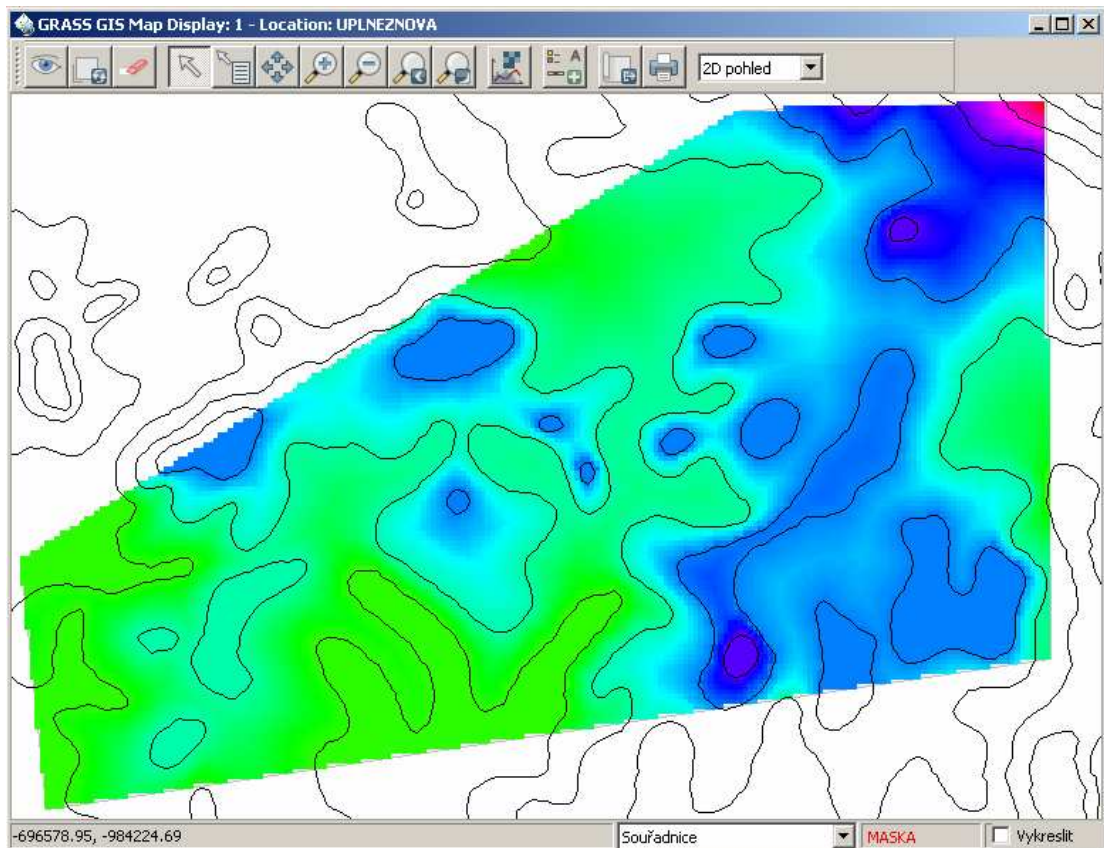 GRASS GIS Map Display: 1 - Location: UPLNEZNOVA
2D pohled
-696578.95, -984224.69
Souřadnice
MASKA
Vykreslit